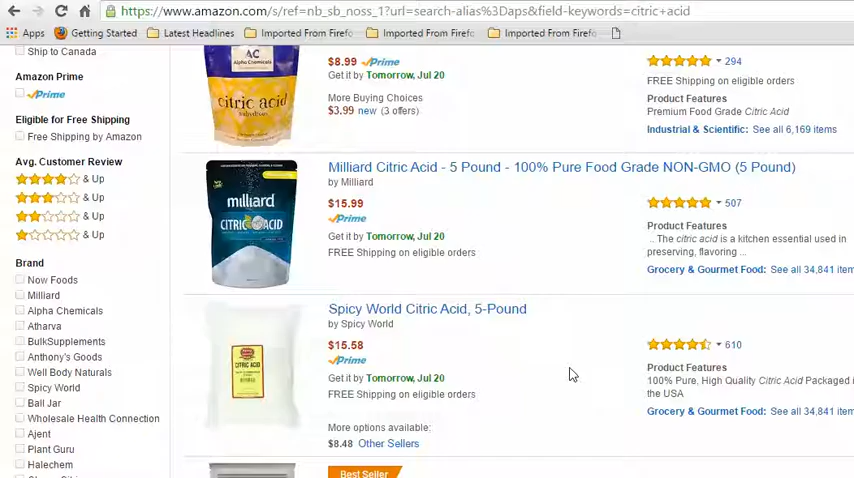 https://www.amazon.com/s/ref=nb_sb_noss_1?url=search-alias%3Daps&field-keywords=citric+acid
Apps Getting Started Latest Headlines Imported From Firefo Imported From Firefo Imported From Firefo
Ship to Canada
Amazon Prime
Prime
Eligible for Free Shipping
Free Shipping by Amazon
Avg. Customer Review
& Up
& Up
& Up
& Up
Brand
Now Foods
Milliard
Alpha Chemicals
Atharva
BulkSupplements
Anthony's Goods
Well Body Naturals
Spicy World
Ball Jar
Wholesale Health Connection
Ajent
Plant Guru
Halechem
AC
Alpha Chemicals
citric acid
$8.99 Prime
Get it by Tomorrow, Jul 20
More Buying Choices
$3.99 new (3 offers)
294
FREE Shipping on eligible orders
Product Features
Premium Food Grade Citric Acid
Industrial & Scientific: See all 6,169 items
milliard
CITRIC ACID
Milliard Citric Acid - 5 Pound - 100% Pure Food Grade NON-GMO (5 Pound)
by Milliard
$15.99
Prime
Get it by Tomorrow, Jul 20
FREE Shipping on eligible orders
507
Product Features
... The citric acid is a kitchen essential used in
preserving, flavoring ...
Grocery & Gourmet Food: See all 34,841 item
CITRIC ACID
Spicy World Citric Acid, 5-Pound
by Spicy World
$15.58
Prime
Get it by Tomorrow, Jul 20
FREE Shipping on eligible orders
More options available:
$8.48 Other Sellers
610
Product Features
100% Pure, High Quality Citric Acid Packaged i
the USA
Grocery & Gourmet Food: See all 34,841 item
Best Seller